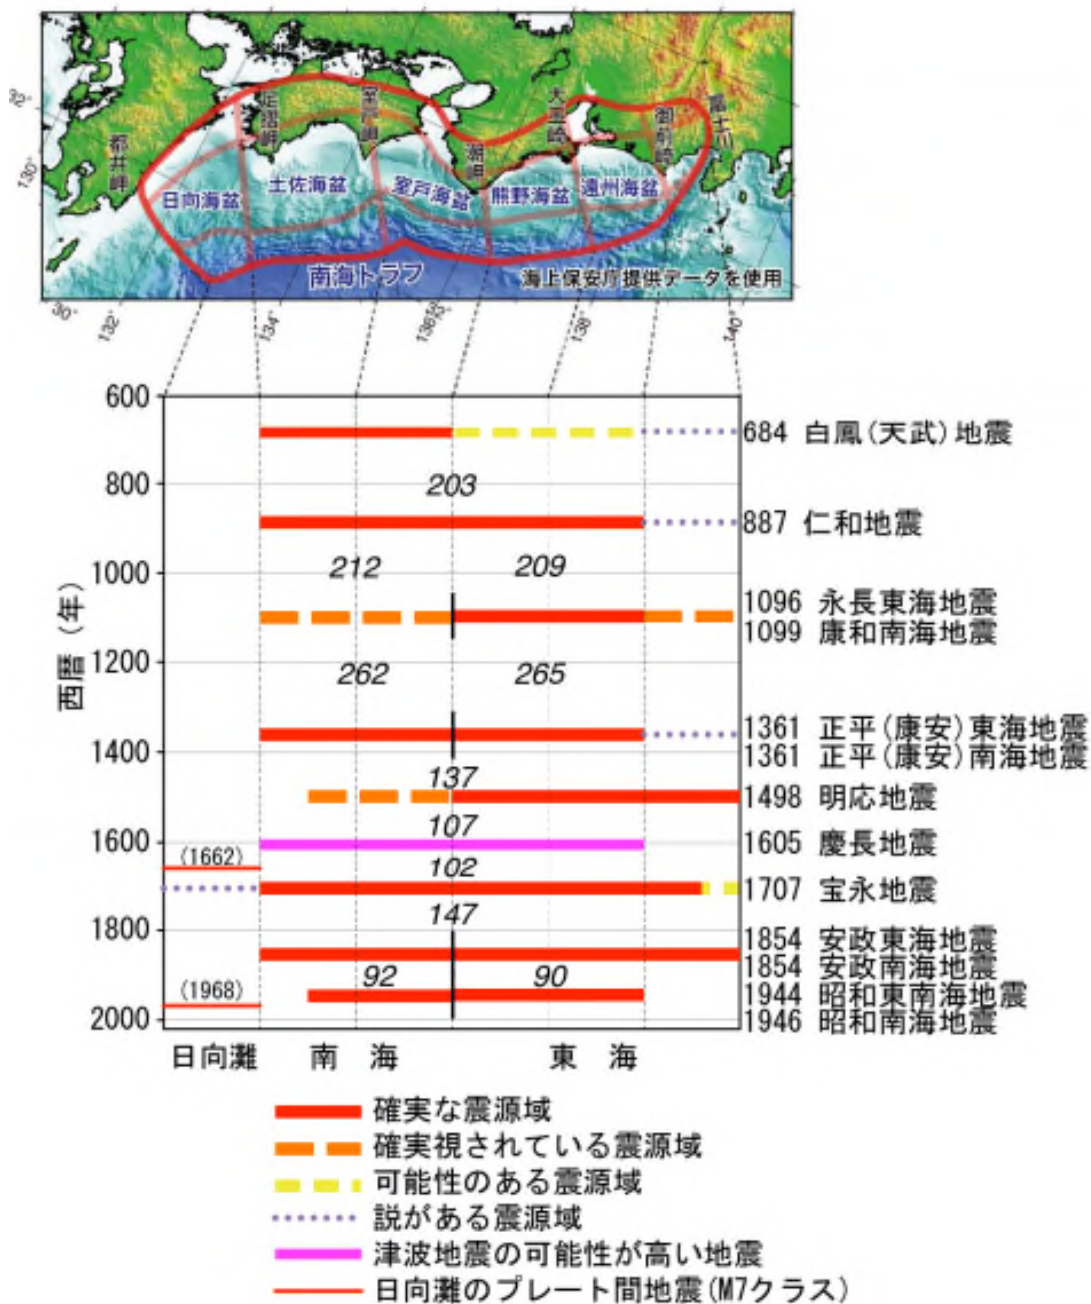 都井岬
足摺岬
室戸岬
潮岬
大王崎
御前崎
富士川
日向海盆
土佐海盆
室戸海盆
熊野海盆
遠州海盆
南海トラフ
海上保安庁提供データを使用
130°
132°
134°
138°
140°
西暦(年)
600
800
1000
1200
1400
1600
1800
2000
684 白鳳(天武)地震
203
887 仁和地震
212 209
1096 永長東海地震
1099 康和南海地震
262 265
1361 正平(康安)東海地震
1361 正平(康安)南海地震
137
1498 明応地震
107
1605 慶長地震
(1662)
102
1707 宝永地震
147
1854 安政東海地震
1854 安政南海地震
92 90
(1968)
1944 昭和東南海地震
1946 昭和南海地震
日向灘 南 海 東 海
確実な震源域
確実視されている震源域
可能性のある震源域
説がある震源域
津波地震の可能性が高い地震
日向灘のプレート間地震(M7クラス)